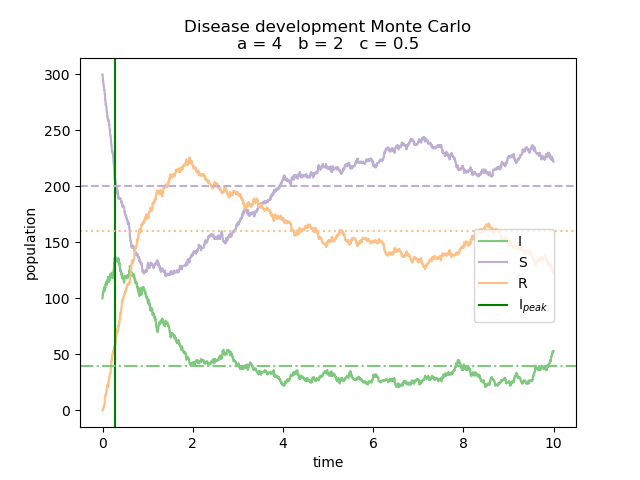 Disease development Monte Carlo
a = 4   b = 2   c = 0.5
population
300
250
200
150
100
50
0
I
S
R
I_peak
0 2 4 6 8 10
time